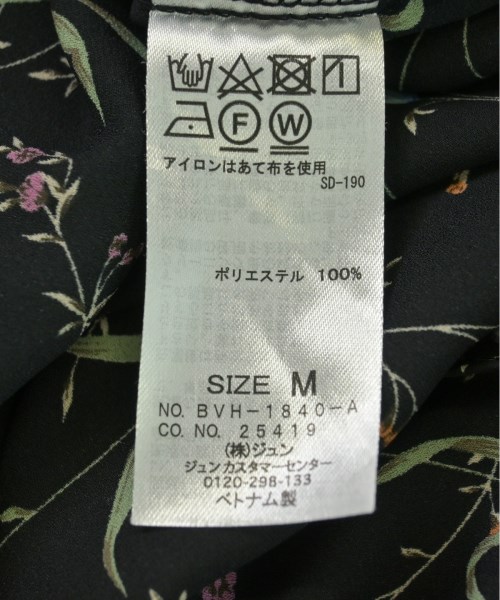 F W
アイロンはあて布を使用
SD-190
ポリエステル 100%
SIZE M
NO. BVH-1840-A
CO. NO. 25419
(株)ジュン
ジュンカスタマーセンター
0120-298-133
ベトナム製